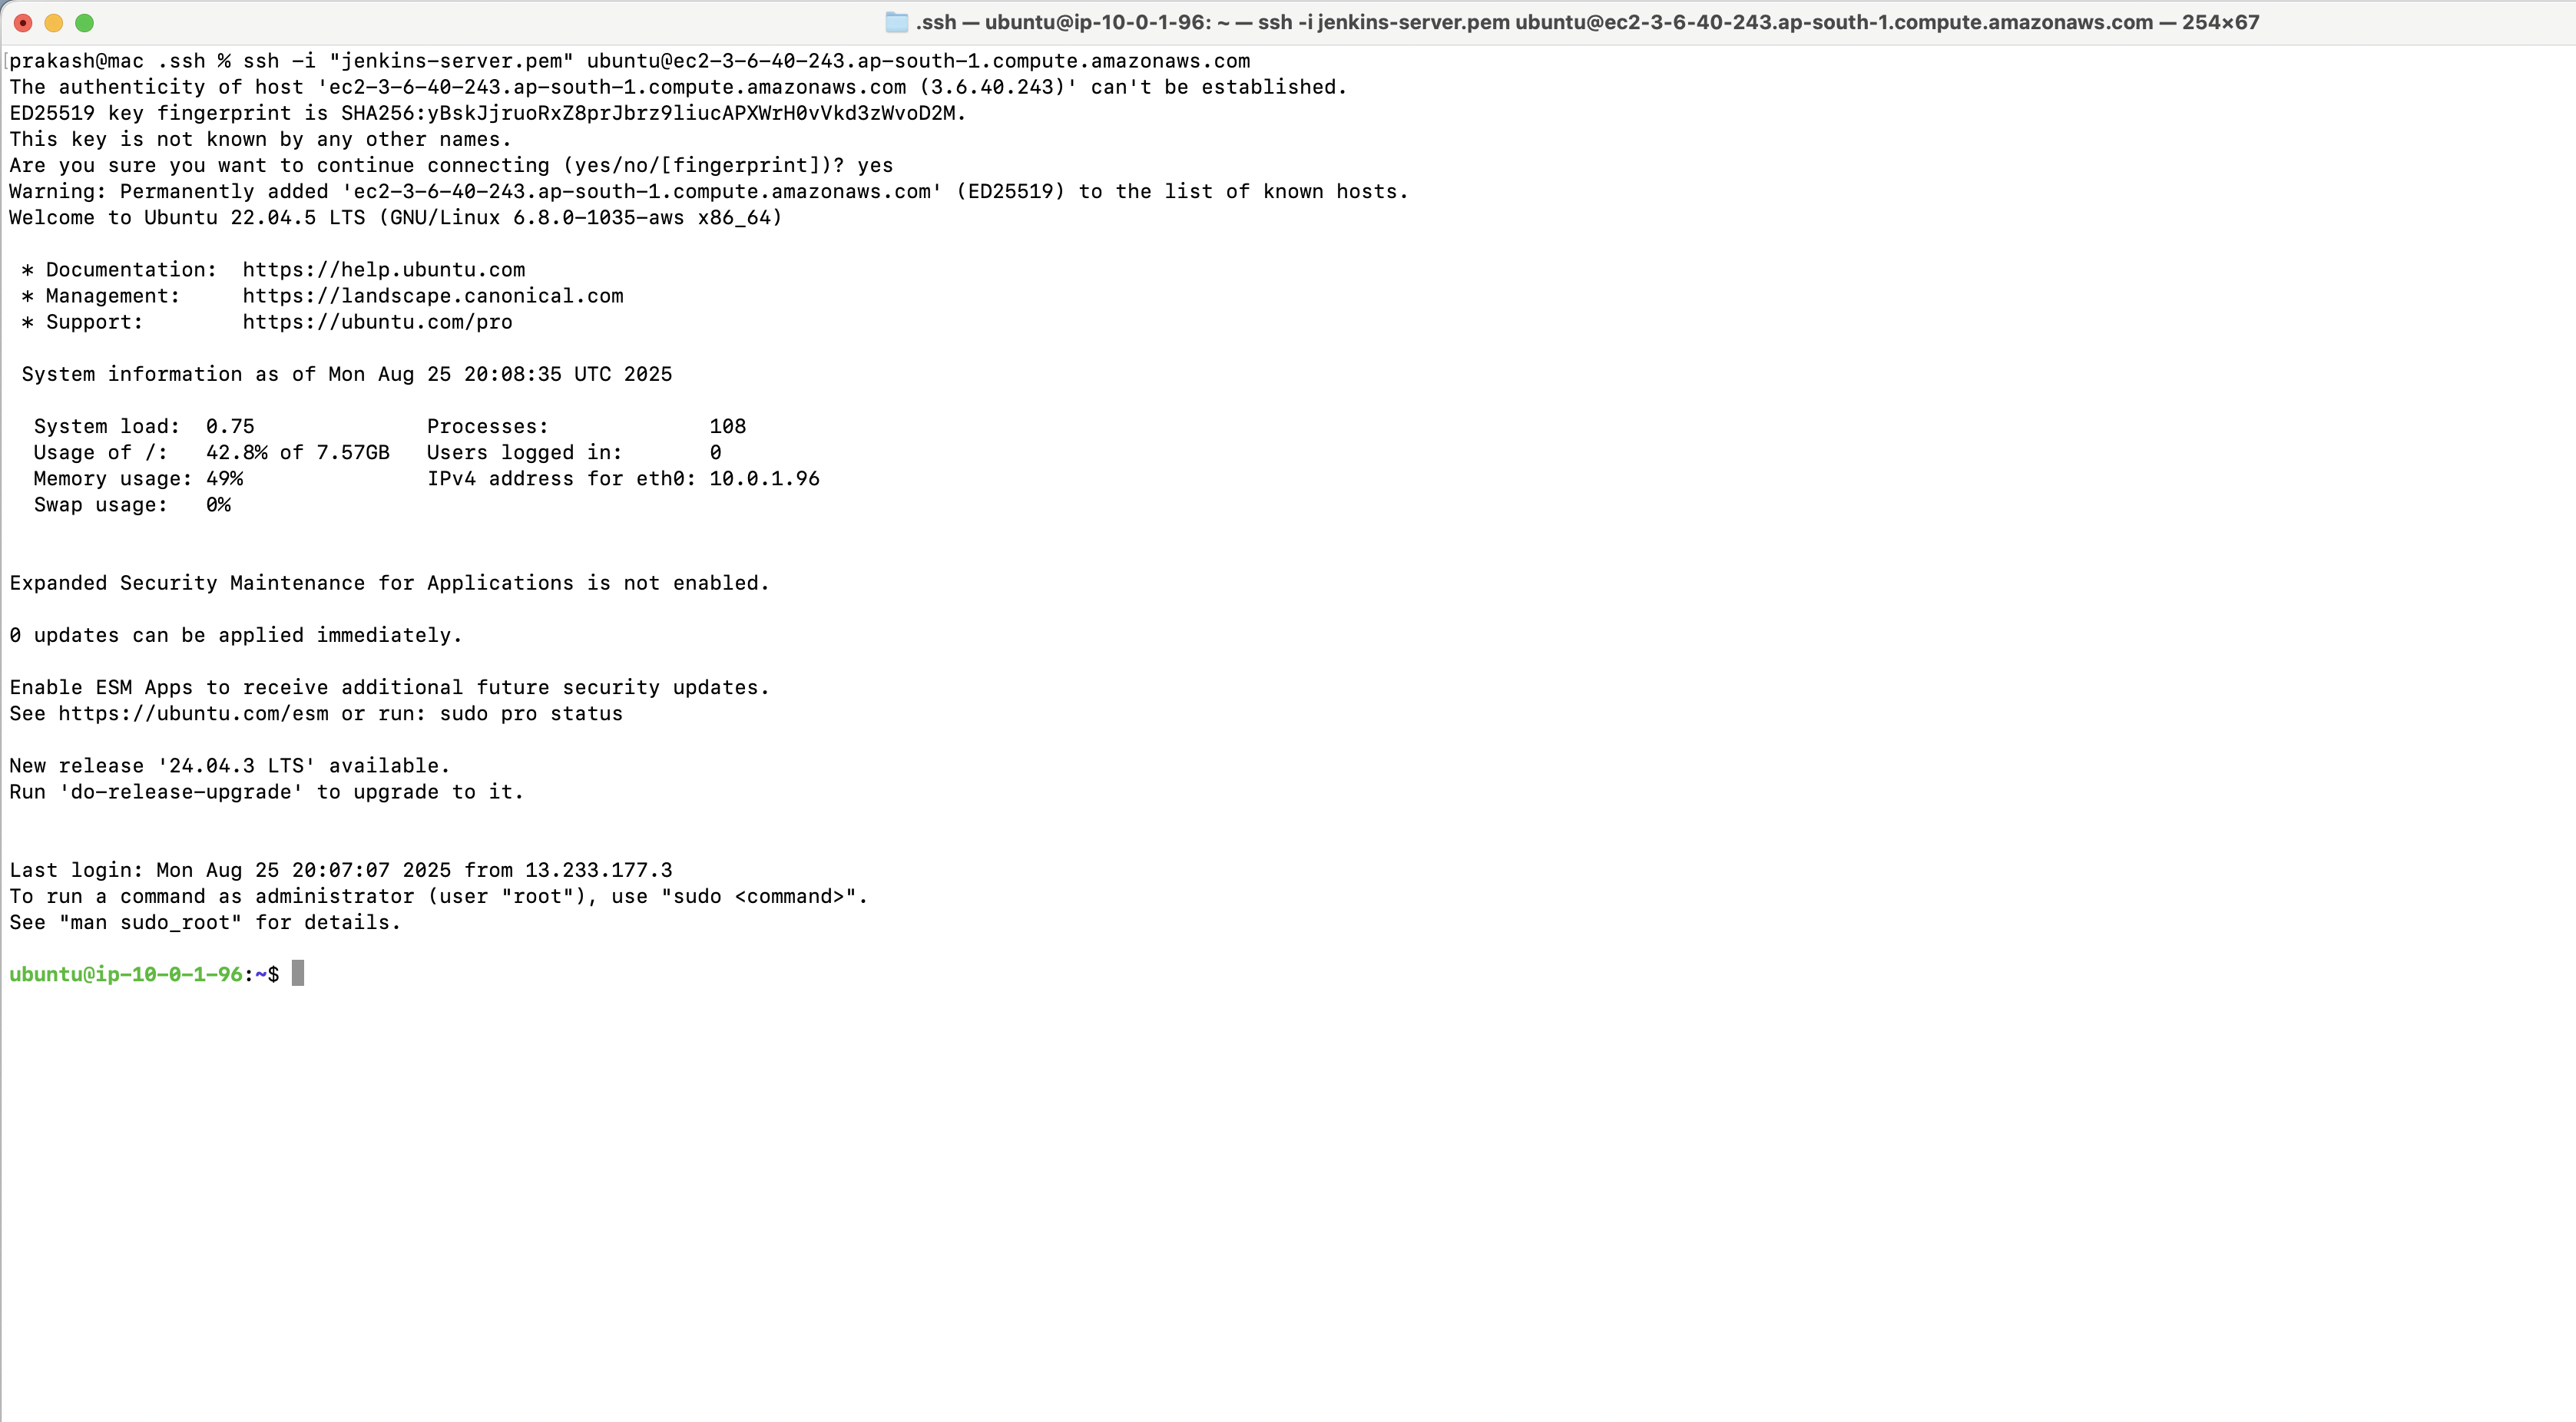 .ssh — ubuntu@ip-10-0-1-96: ~ — ssh -i jenkins-server.pem ubuntu@ec2-3-6-40-243.ap-south-1.compute.amazonaws.com — 254×67
[prakash@mac .ssh % ssh -i "jenkins-server.pem" ubuntu@ec2-3-6-40-243.ap-south-1.compute.amazonaws.com
The authenticity of host 'ec2-3-6-40-243.ap-south-1.compute.amazonaws.com (3.6.40.243)' can't be established.
ED25519 key fingerprint is SHA256:yBskJjruoRxZ8prJbrz9liucAPXWrH0vVkd3zWvoD2M.
This key is not known by any other names.
Are you sure you want to continue connecting (yes/no/[fingerprint])? yes
Warning: Permanently added 'ec2-3-6-40-243.ap-south-1.compute.amazonaws.com' (ED25519) to the list of known hosts.
Welcome to Ubuntu 22.04.5 LTS (GNU/Linux 6.8.0-1035-aws x86_64)
* Documentation:  https://help.ubuntu.com
* Management:     https://landscape.canonical.com
* Support:        https://ubuntu.com/pro
System information as of Mon Aug 25 20:08:35 UTC 2025
System load:  0.75              Processes:             108
Usage of /:   42.8% of 7.57GB   Users logged in:       0
Memory usage: 49%               IPv4 address for eth0: 10.0.1.96
Swap usage:   0%
Expanded Security Maintenance for Applications is not enabled.
0 updates can be applied immediately.
Enable ESM Apps to receive additional future security updates.
See https://ubuntu.com/esm or run: sudo pro status
New release '24.04.3 LTS' available.
Run 'do-release-upgrade' to upgrade to it.
Last login: Mon Aug 25 20:07:07 2025 from 13.233.177.3
To run a command as administrator (user "root"), use "sudo <command>".
See "man sudo_root" for details.
ubuntu@ip-10-0-1-96:~$